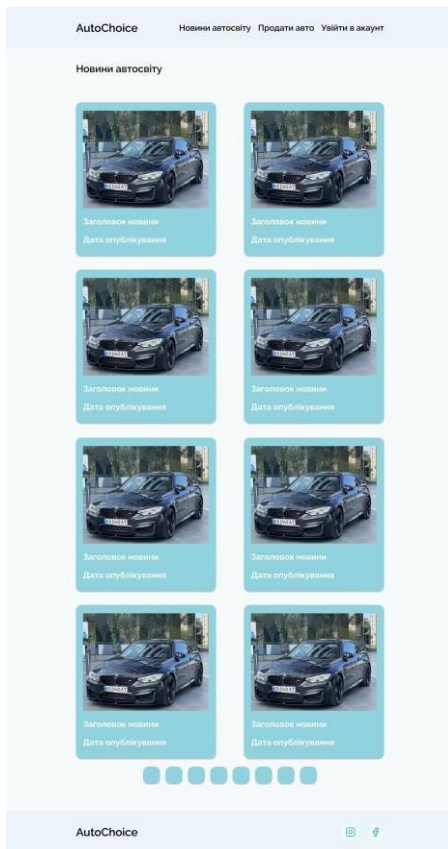 AutoChoice
Новини автосвіту Продати авто Увійти в акаунт
Новини автосвіту
Заголовок новини
Дата опублікування
Заголовок новини
Дата опублікування
Заголовок новини
Дата опублікування
Заголовок новини
Дата опублікування
Заголовок новини
Дата опублікування
Заголовок новини
Дата опублікування
Заголовок новини
Дата опублікування
Заголовок новини
Дата опублікування
AutoChoice